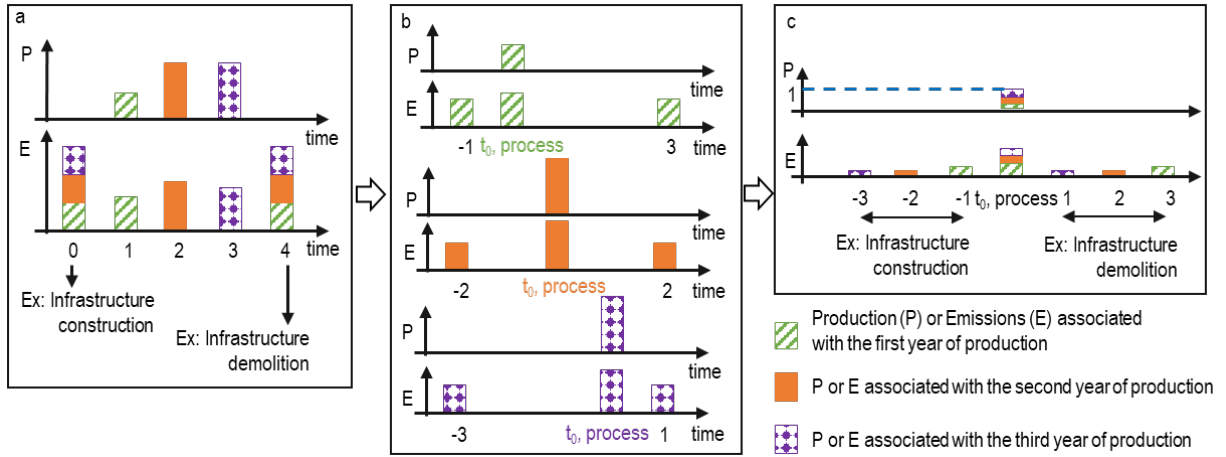 a
P
time
E
0 1 2 3 4 time
Ex: Infrastructure
construction
Ex: Infrastructure
demolition
b
P
time
E
-1 t0, process 3 time
P
time
E
-2 t0, process 2 time
P
time
E
-3 t0, process 1 time
c
P
1
time
E
time
-3 -2 -1 t0, process 1 2 3
Ex: Infrastructure
construction
Ex: Infrastructure
demolition
Production (P) or Emissions (E) associated
with the first year of production
P or E associated with the second year of production
P or E associated with the third year of production